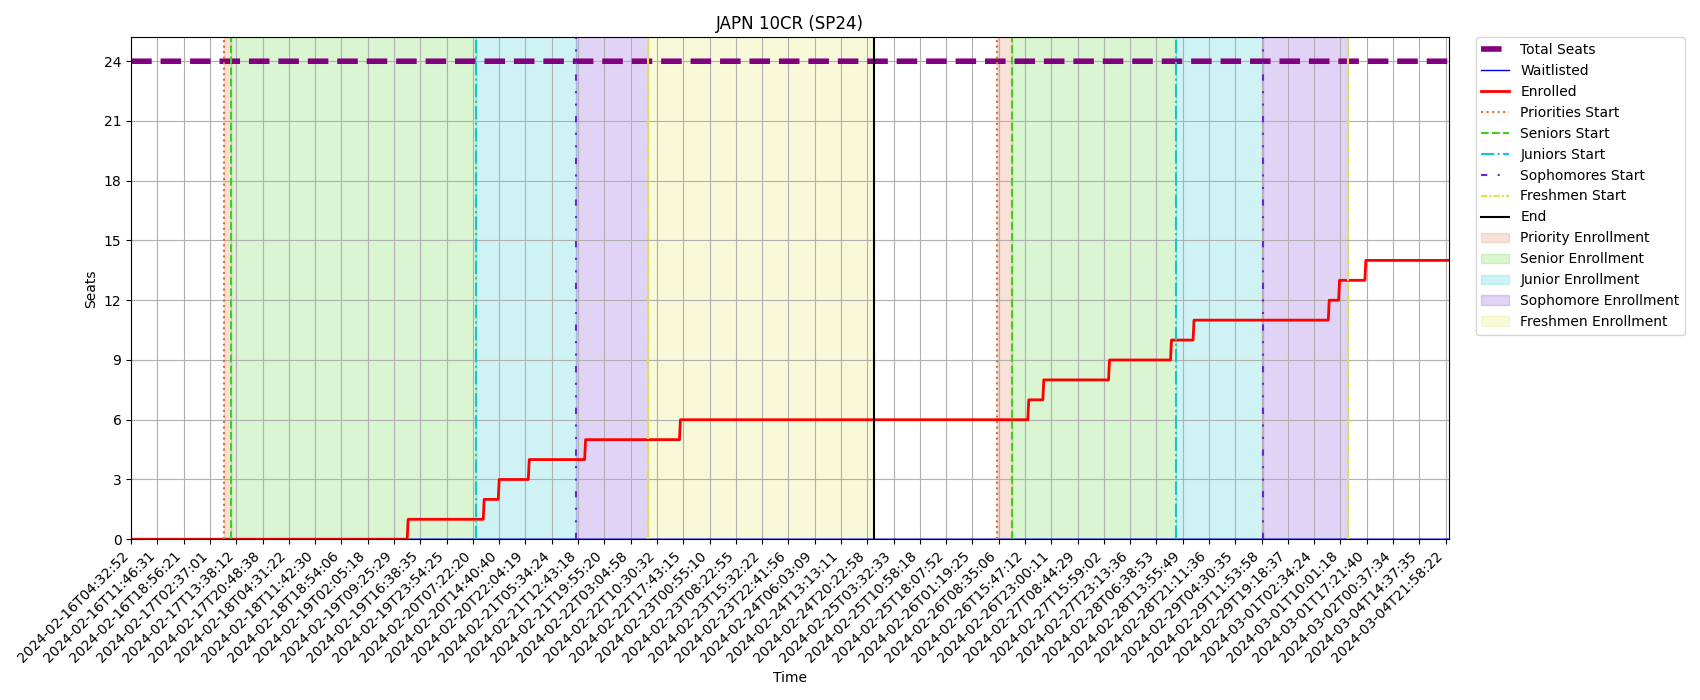 JAPN 10CR (SP24)
Seats
24
21
18
15
12
9
6
3
0
2024-02-16T04:32:52
2024-02-16T11:46:31
2024-02-16T18:56:21
2024-02-17T02:37:01
2024-02-17T13:38:12
2024-02-17T20:48:38
2024-02-18T04:31:22
2024-02-18T11:42:30
2024-02-18T18:54:06
2024-02-19T02:05:18
2024-02-19T09:25:29
2024-02-19T16:38:35
2024-02-19T23:54:25
2024-02-20T07:22:20
2024-02-20T14:40:40
2024-02-20T22:04:19
2024-02-21T05:34:24
2024-02-21T12:43:18
2024-02-21T19:55:20
2024-02-22T03:04:58
2024-02-22T10:30:32
2024-02-22T17:43:15
2024-02-23T00:55:10
2024-02-23T08:22:55
2024-02-23T15:32:22
2024-02-23T22:41:56
2024-02-24T06:03:09
2024-02-24T13:13:11
2024-02-24T20:22:58
2024-02-25T03:32:33
2024-02-25T10:58:19
2024-02-25T18:07:52
2024-02-26T01:19:25
2024-02-26T08:35:06
2024-02-26T15:47:12
2024-02-26T23:00:11
2024-02-27T08:44:29
2024-02-27T15:59:02
2024-02-27T23:13:36
2024-02-28T06:38:53
2024-02-28T13:55:49
2024-02-28T21:11:36
2024-02-29T04:30:35
2024-02-29T11:53:58
2024-02-29T19:18:37
2024-03-01T02:34:24
2024-03-01T10:01:18
2024-03-01T17:21:40
2024-03-02T00:37:34
2024-03-04T14:37:35
2024-03-04T21:58:22
Time
Total Seats
Waitlisted
Enrolled
Priorities Start
Seniors Start
Juniors Start
Sophomores Start
Freshmen Start
End
Priority Enrollment
Senior Enrollment
Junior Enrollment
Sophomore Enrollment
Freshmen Enrollment